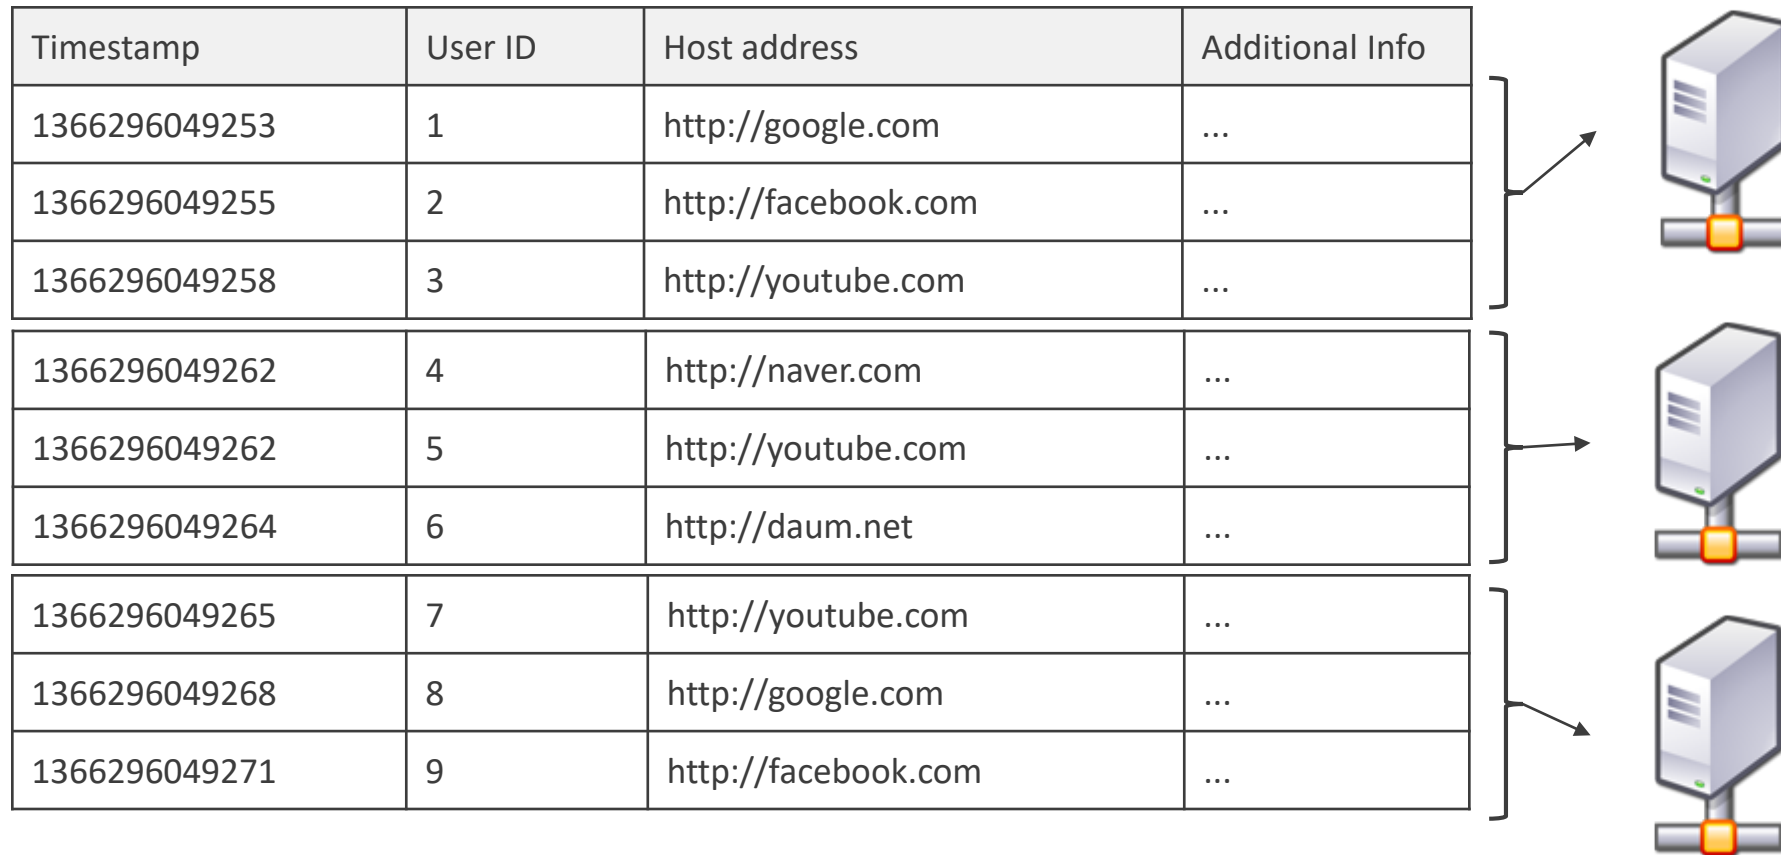 Timestamp User ID Host address Additional Info
1366296049253 1 http://google.com ...
1366296049255 2 http://facebook.com ...
1366296049258 3 http://youtube.com ...
1366296049262 4 http://naver.com ...
1366296049262 5 http://youtube.com ...
1366296049264 6 http://daum.net ...
1366296049265 7 http://youtube.com ...
1366296049268 8 http://google.com ...
1366296049271 9 http://facebook.com ...